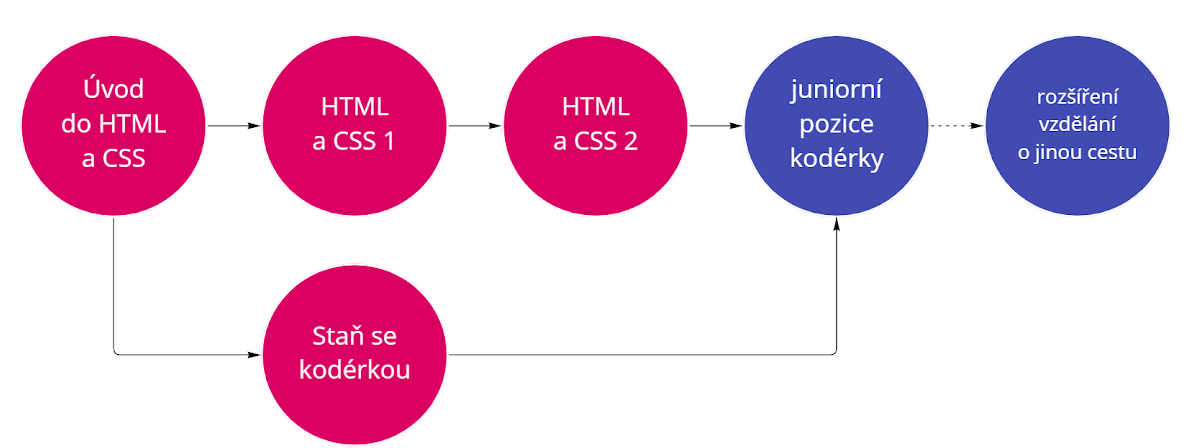 Úvod
do HTML
a CSS
HTML
a CSS 1
HTML
a CSS 2
juniorní
pozice
kodérky
rozšíření
vzdělání
o jinou cestu
Staň se
kodérkou